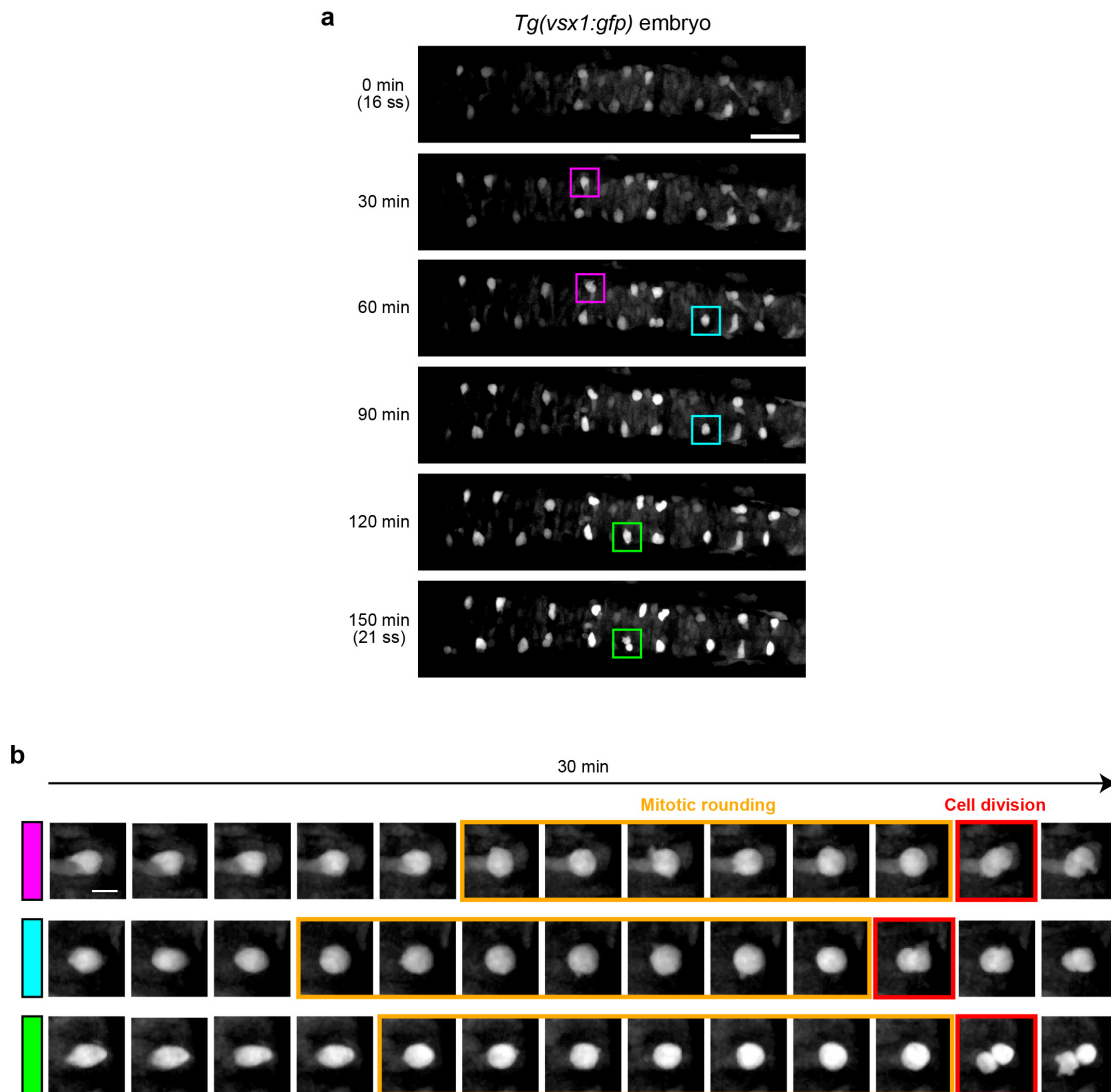 a
Tg(vsx1:gfp) embryo
0 min
(16 ss)
30 min
60 min
90 min
120 min
150 min
(21 ss)
b
30 min
Mitotic rounding
Cell division